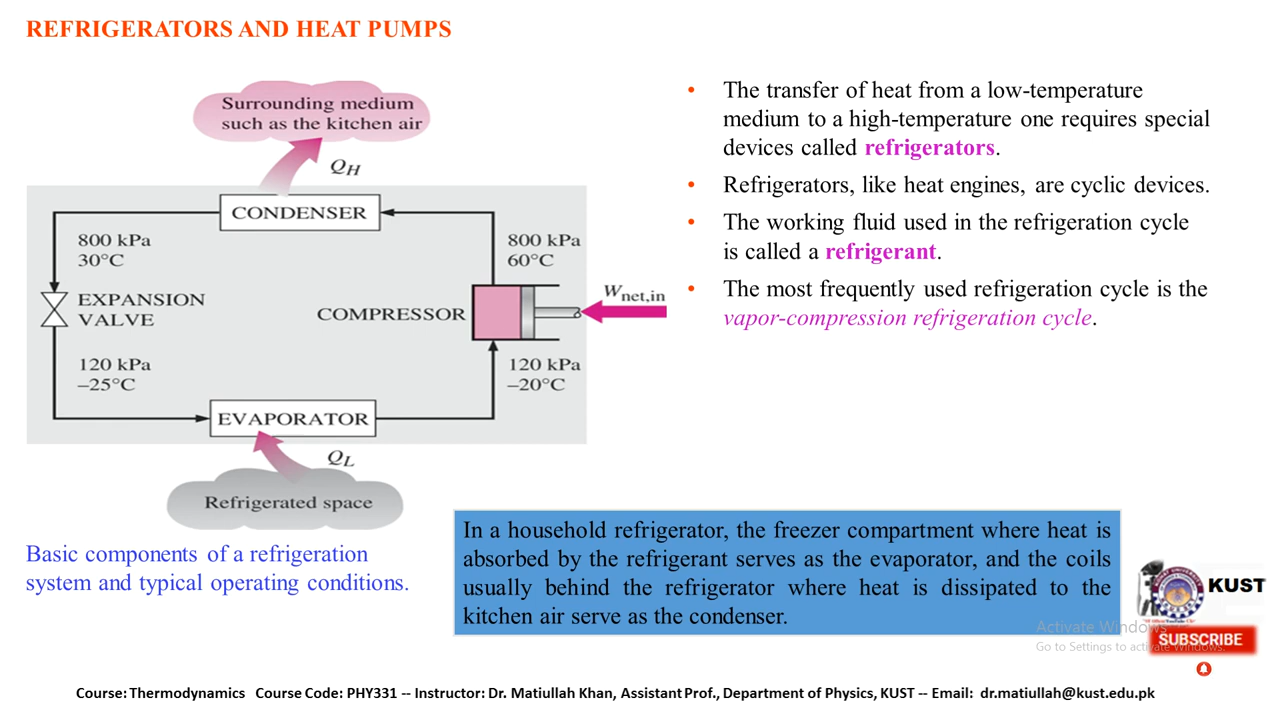 REFRIGERATORS AND HEAT PUMPS
Surrounding medium
such as the kitchen air
QH
CONDENSER
800 kPa
30°C
800 kPa
60°C
EXPANSION
VALVE
COMPRESSOR
Wnet,in
120 kPa
–25°C
120 kPa
–20°C
EVAPORATOR
QL
Refrigerated space
Basic components of a refrigeration
system and typical operating conditions.
• The transfer of heat from a low-temperature
medium to a high-temperature one requires special
devices called refrigerators.
• Refrigerators, like heat engines, are cyclic devices.
• The working fluid used in the refrigeration cycle
is called a refrigerant.
• The most frequently used refrigeration cycle is the
vapor-compression refrigeration cycle.
In a household refrigerator, the freezer compartment where heat is
absorbed by the refrigerant serves as the evaporator, and the coils
usually behind the refrigerator where heat is dissipated to the
kitchen air serve as the condenser.
KUST
Activate Windows
Go to Settings to activate Windows.
SUBSCRIBE
Course: Thermodynamics Course Code: PHY331 -- Instructor: Dr. Matiullah Khan, Assistant Prof., Department of Physics, KUST -- Email: dr.matiullah@kust.edu.pk